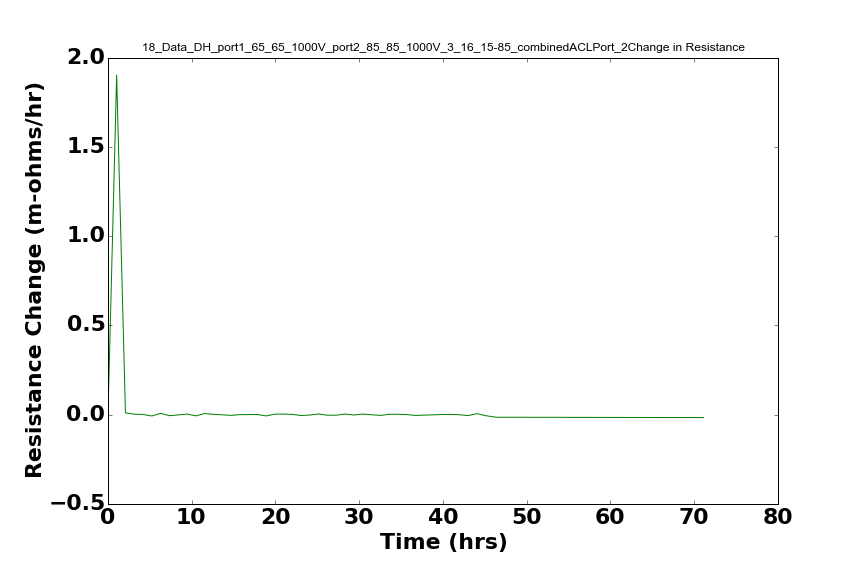 18_Data_DH_port1_65_65_1000V_port2_85_85_1000V_3_16_15-85_combinedACLPort_2Change in Resistance
2.0
1.5
1.0
0.5
0.0
−0.5
Resistance Change (m-ohms/hr)
0 10 20 30 40 50 60 70 80
Time (hrs)